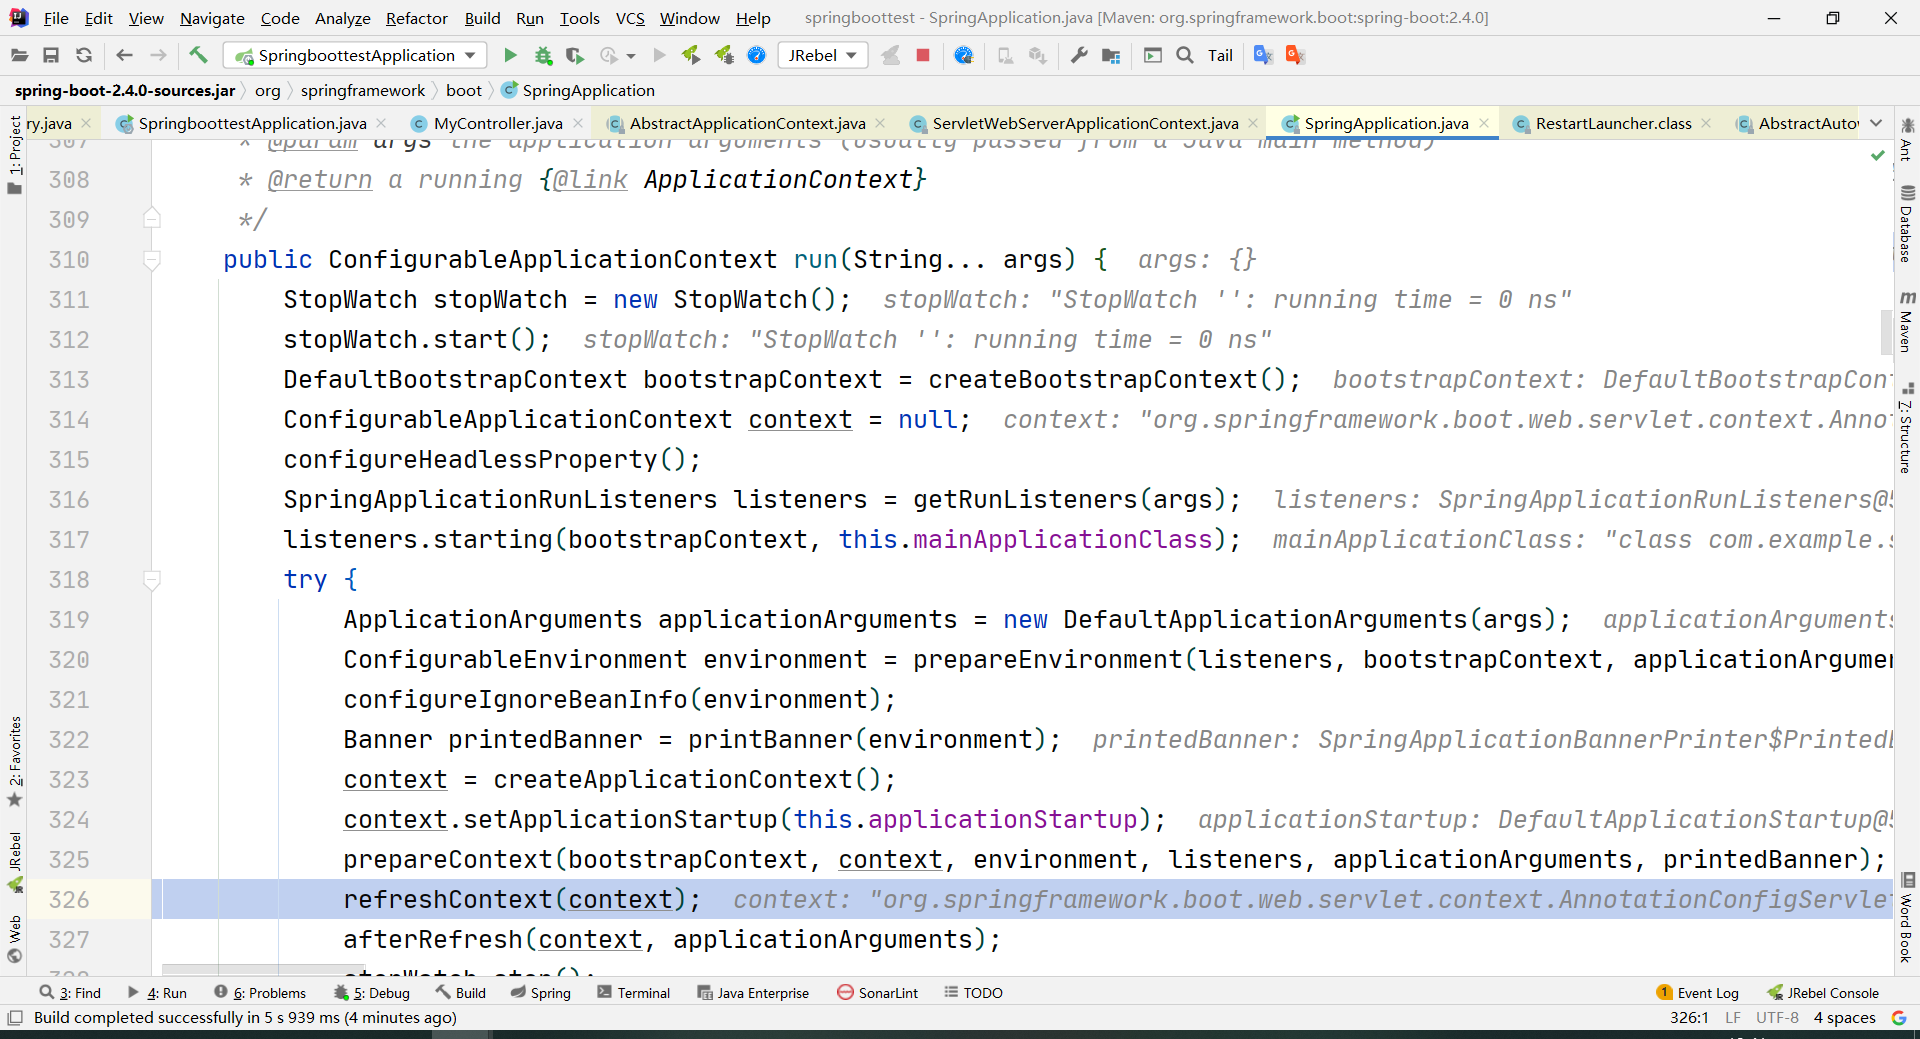 File Edit View Navigate Code Analyze Refactor Build Run Tools VCS Window Help springboottest - SpringApplication.java [Maven: org.springframework.boot:spring-boot:2.4.0]
SpringboottestApplication JRebel Tail
spring-boot-2.4.0-sources.jar org springframework boot SpringApplication
ry.java SpringboottestApplication.java MyController.java AbstractApplicationContext.java ServletWebServerApplicationContext.java SpringApplication.java RestartLauncher.class AbstractAutow
307 * @param args the application arguments (usually passed from a Java main method)
308 * @return a running {@link ApplicationContext}
309 */
310 public ConfigurableApplicationContext run(String... args) { args: {}
311 StopWatch stopWatch = new StopWatch(); stopWatch: "StopWatch '': running time = 0 ns"
312 stopWatch.start(); stopWatch: "StopWatch '': running time = 0 ns"
313 DefaultBootstrapContext bootstrapContext = createBootstrapContext(); bootstrapContext: DefaultBootstrapCont
314 ConfigurableApplicationContext context = null; context: "org.springframework.boot.web.servlet.context.Anno
315 configureHeadlessProperty();
316 SpringApplicationRunListeners listeners = getRunListeners(args); listeners: SpringApplicationRunListeners@5
317 listeners.starting(bootstrapContext, this.mainApplicationClass); mainApplicationClass: "class com.example.s
318 try {
319 ApplicationArguments applicationArguments = new DefaultApplicationArguments(args); applicationArguments
320 ConfigurableEnvironment environment = prepareEnvironment(listeners, bootstrapContext, applicationArgumen
321 configureIgnoreBeanInfo(environment);
322 Banner printedBanner = printBanner(environment); printedBanner: SpringApplicationBannerPrinter$PrintedB
323 context = createApplicationContext();
324 context.setApplicationStartup(this.applicationStartup); applicationStartup: DefaultApplicationStartup@5
325 prepareContext(bootstrapContext, context, environment, listeners, applicationArguments, printedBanner);
326 refreshContext(context); context: "org.springframework.boot.web.servlet.context.AnnotationConfigServlet
327 afterRefresh(context, applicationArguments);
328 stopWatch.stop();
1: Project
2: Favorites
JRebel
Web
Ant
Database
Maven
7: Structure
Word Book
3: Find 4: Run 6: Problems 5: Debug Build Spring Terminal Java Enterprise SonarLint TODO 1 Event Log JRebel Console
Build completed successfully in 5 s 939 ms (4 minutes ago) 326:1 LF UTF-8 4 spaces